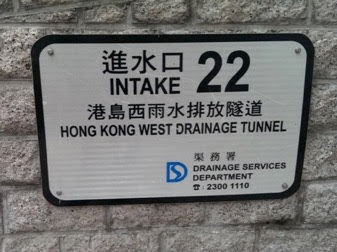 進水口 22
INTAKE
港島西雨水排放隧道
HONG KONG WEST DRAINAGE TUNNEL
渠務署
DRAINAGE SERVICES
DEPARTMENT
☎ : 2300 1110